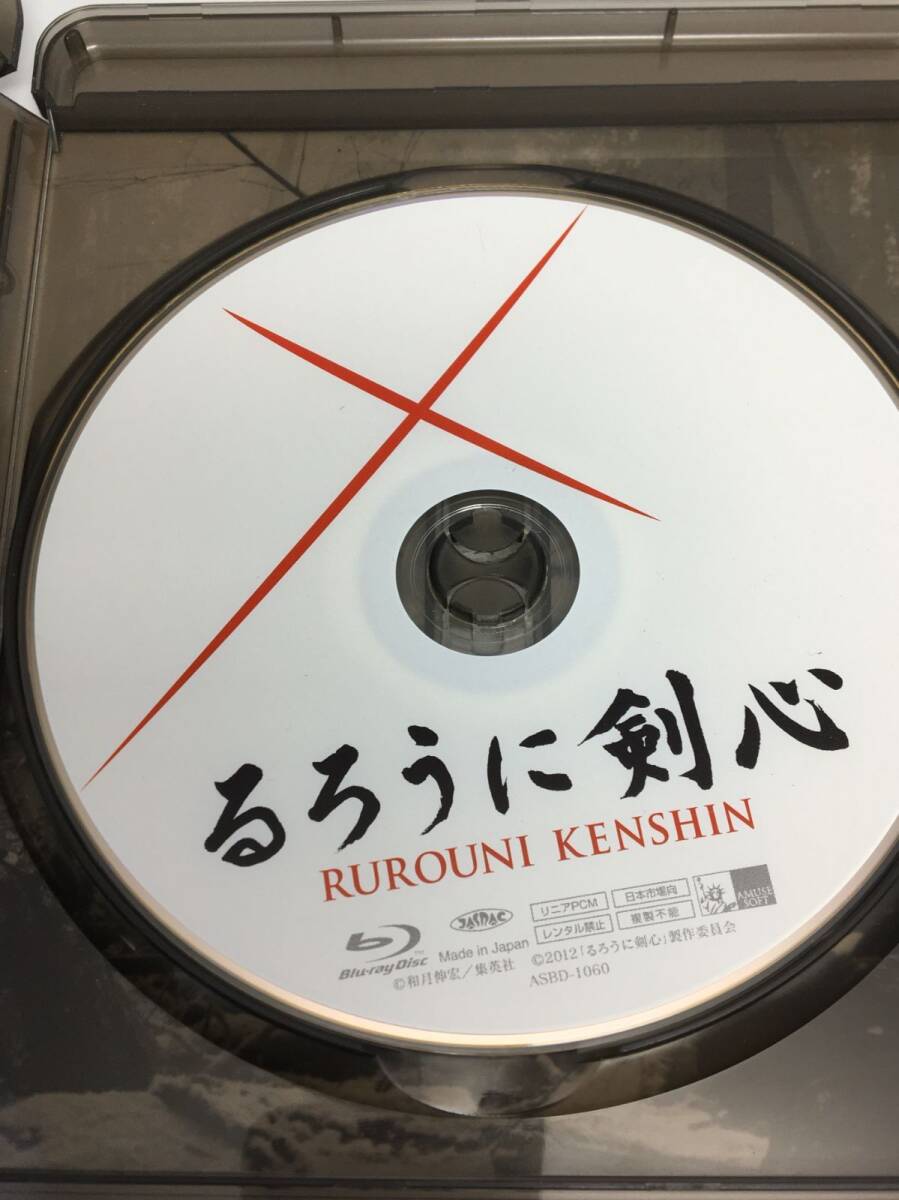 るろうに剣心
RUROUNI KENSHIN
Blu-ray Disc™
JASRAC
Made in Japan
リニアPCM
日本市場向
レンタル禁止
複製不能
AMUSE
SOFT
©和月伸宏／集英社
©2012「るろうに剣心」製作委員会
ASBD-1060